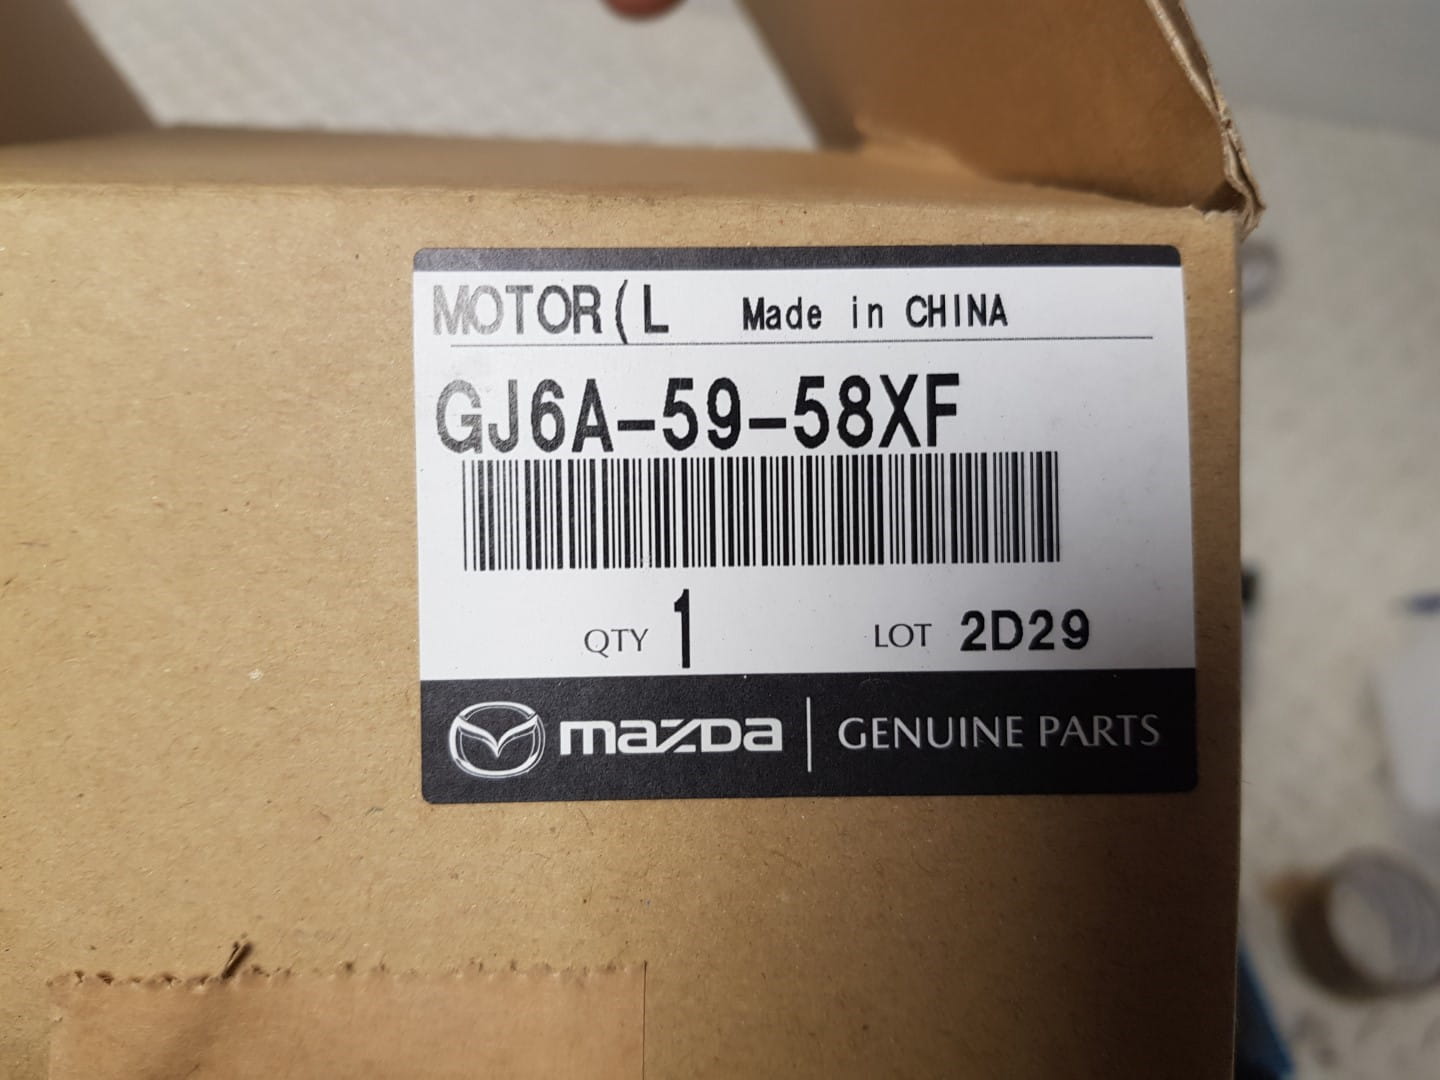 MOTOR(L Made in CHINA
GJ6A-59-58XF
QTY 1 LOT 2D29
mazDa GENUINE PARTS